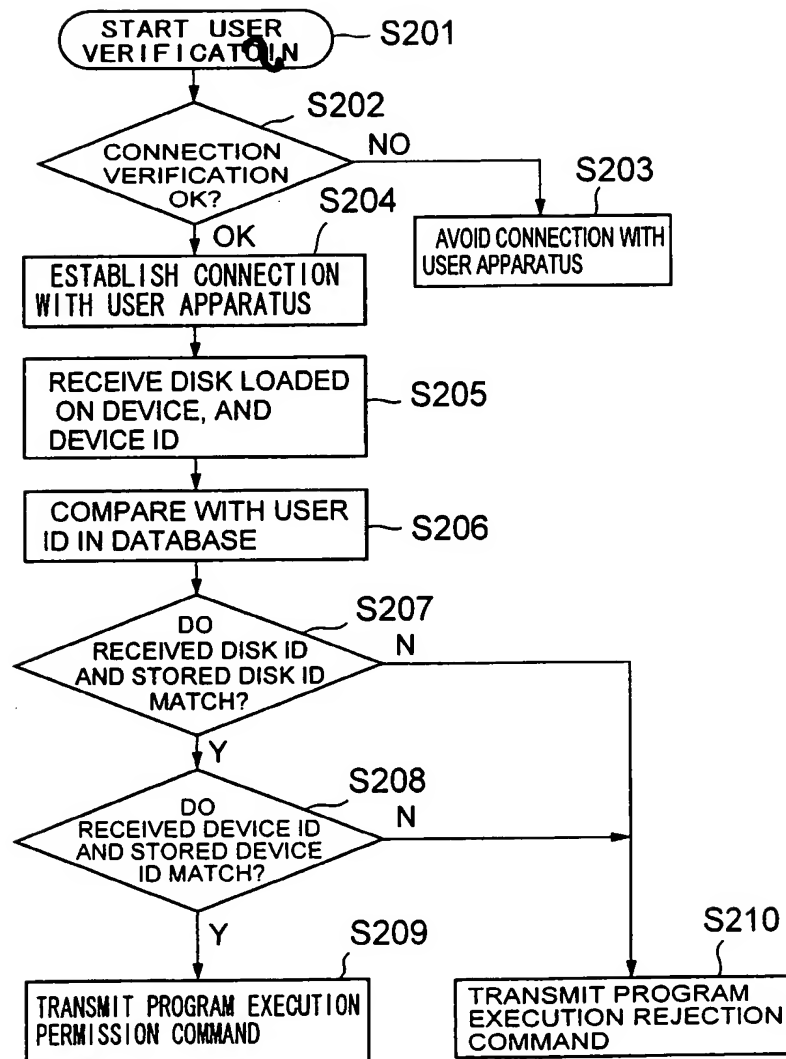 START USER
VERIFICATOIN
S201
S202
CONNECTION
VERIFICATION
OK?
NO
S203
AVOID CONNECTION WITH
USER APPARATUS
OK
S204
ESTABLISH CONNECTION
WITH USER APPARATUS
RECEIVE DISK LOADED
ON DEVICE, AND
DEVICE ID
S205
COMPARE WITH USER
ID IN DATABASE
S206
S207
DO
RECEIVED DISK ID
AND STORED DISK ID
MATCH?
N
Y
S208
DO
RECEIVED DEVICE ID
AND STORED DEVICE
ID MATCH?
N
Y
S209
TRANSMIT PROGRAM EXECUTION
PERMISSION COMMAND
S210
TRANSMIT PROGRAM
EXECUTION REJECTION
COMMAND